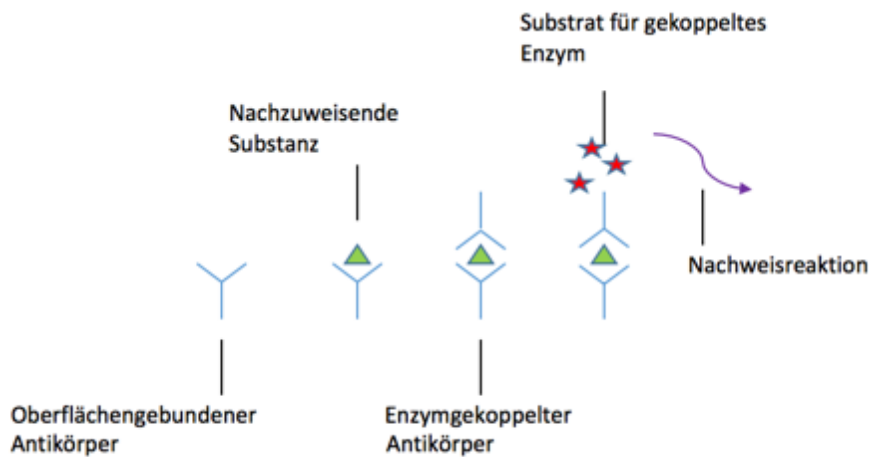 Substrat für gekoppeltes
Enzym
Nachzuweisende
Substanz
Nachweisreaktion
Oberflächengebundener
Antikörper
Enzymgekoppelter
Antikörper